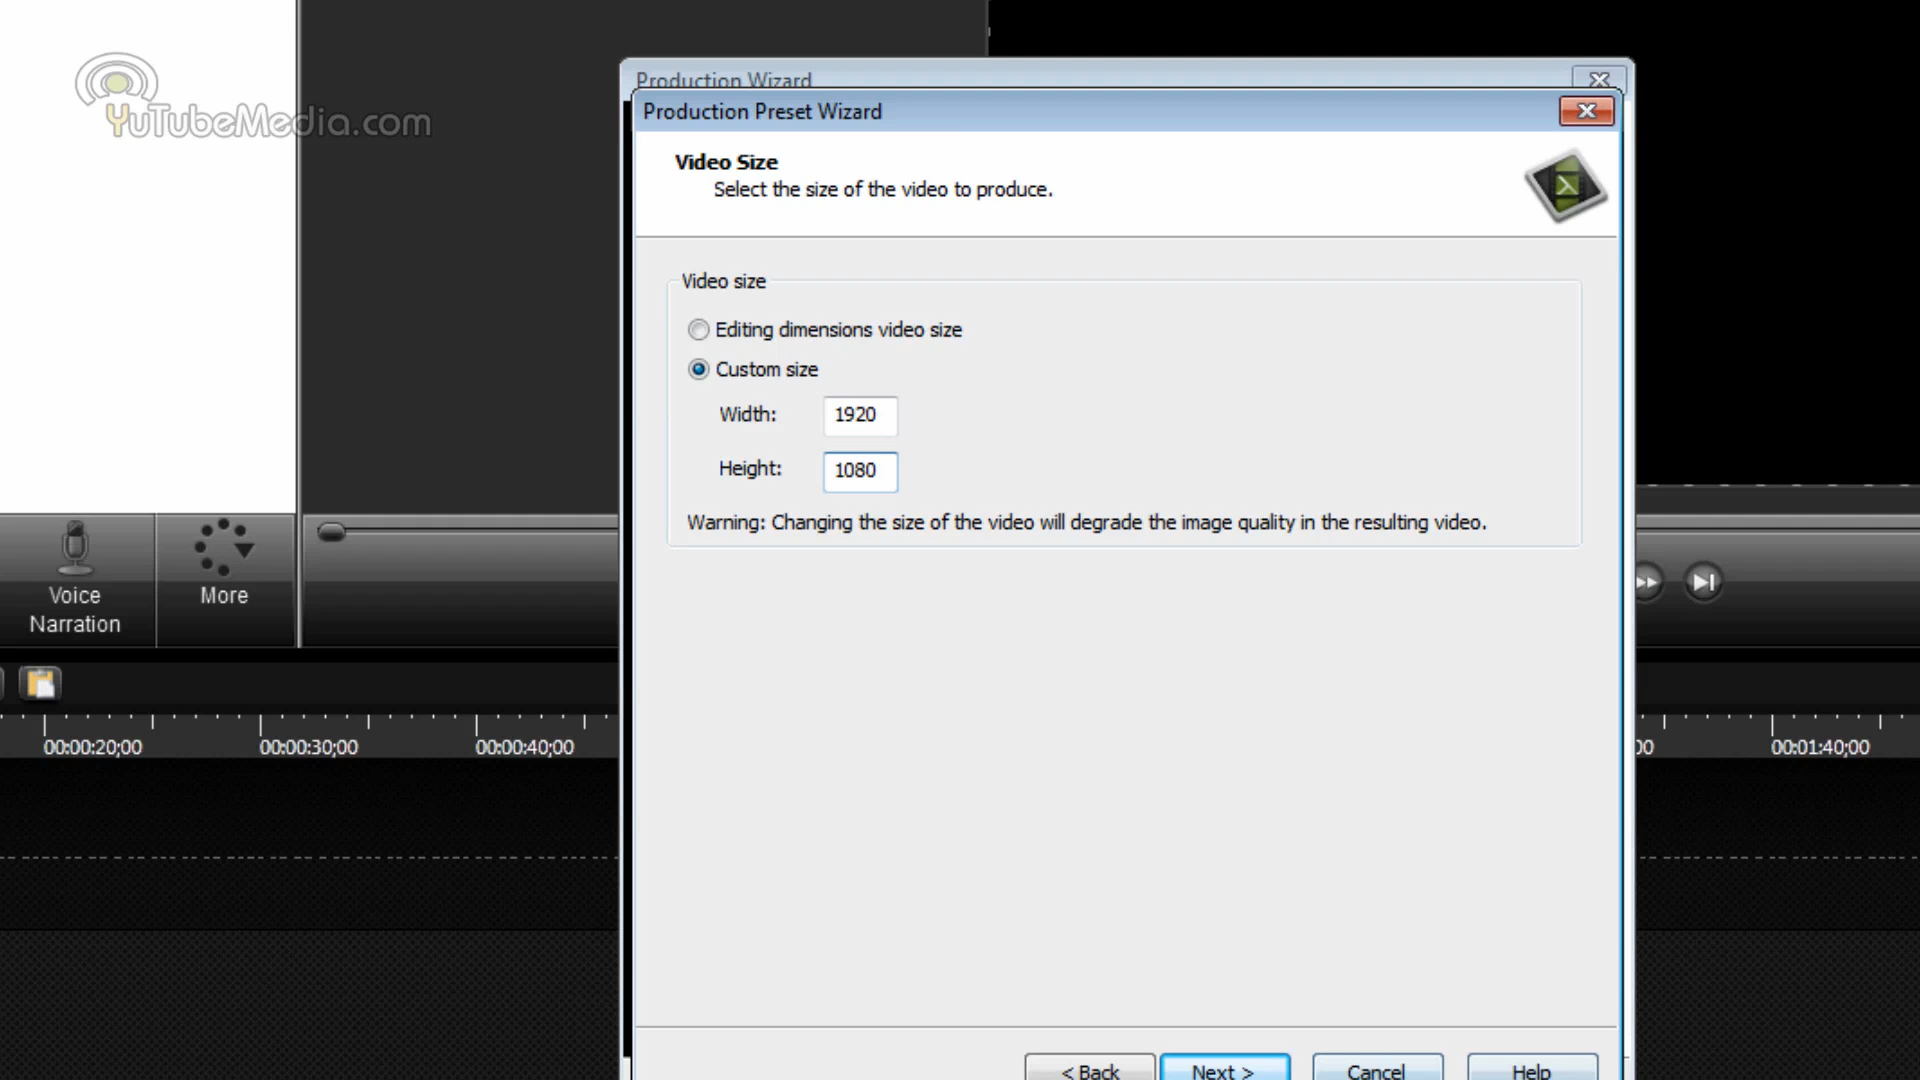 YuTubeMedia.com
Production Wizard
Production Preset Wizard
Video Size
Select the size of the video to produce.
Video size
Editing dimensions video size
Custom size
Width: 1920
Height: 1080
Warning: Changing the size of the video will degrade the image quality in the resulting video.
Voice
Narration
More
00:00:20;00
00:00:30;00
00:00:40;00
00
00:01:40;00
< Back
Next >
Cancel
Help